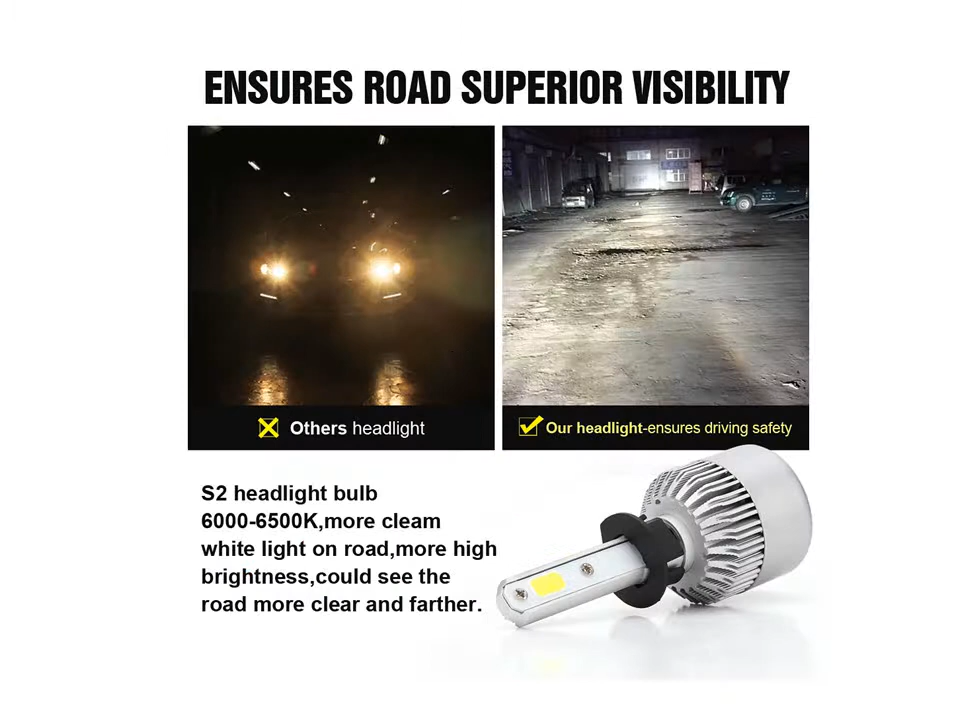 ENSURES ROAD SUPERIOR VISIBILITY
Others headlight
Our headlight-ensures driving safety
S2 headlight bulb
6000-6500K,more cleam
white light on road,more high
brightness,could see the
road more clear and farther.